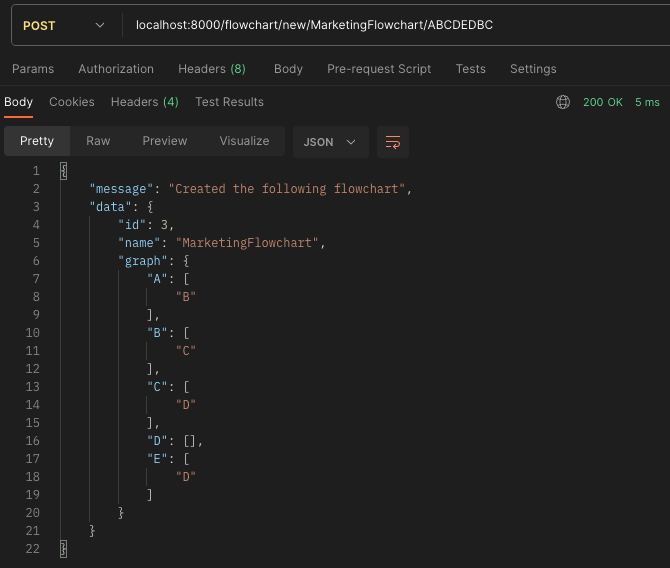 POST localhost:8000/flowchart/new/MarketingFlowchart/ABCDEDBC
Params Authorization Headers (8) Body Pre-request Script Tests Settings
Body Cookies Headers (4) Test Results 200 OK 5 ms
Pretty Raw Preview Visualize JSON
1 {
2 "message": "Created the following flowchart",
3 "data": {
4 "id": 3,
5 "name": "MarketingFlowchart",
6 "graph": {
7 "A": [
8 "B"
9 ],
10 "B": [
11 "C"
12 ],
13 "C": [
14 "D"
15 ],
16 "D": [],
17 "E": [
18 "D"
19 ]
20 }
21 }
22 }